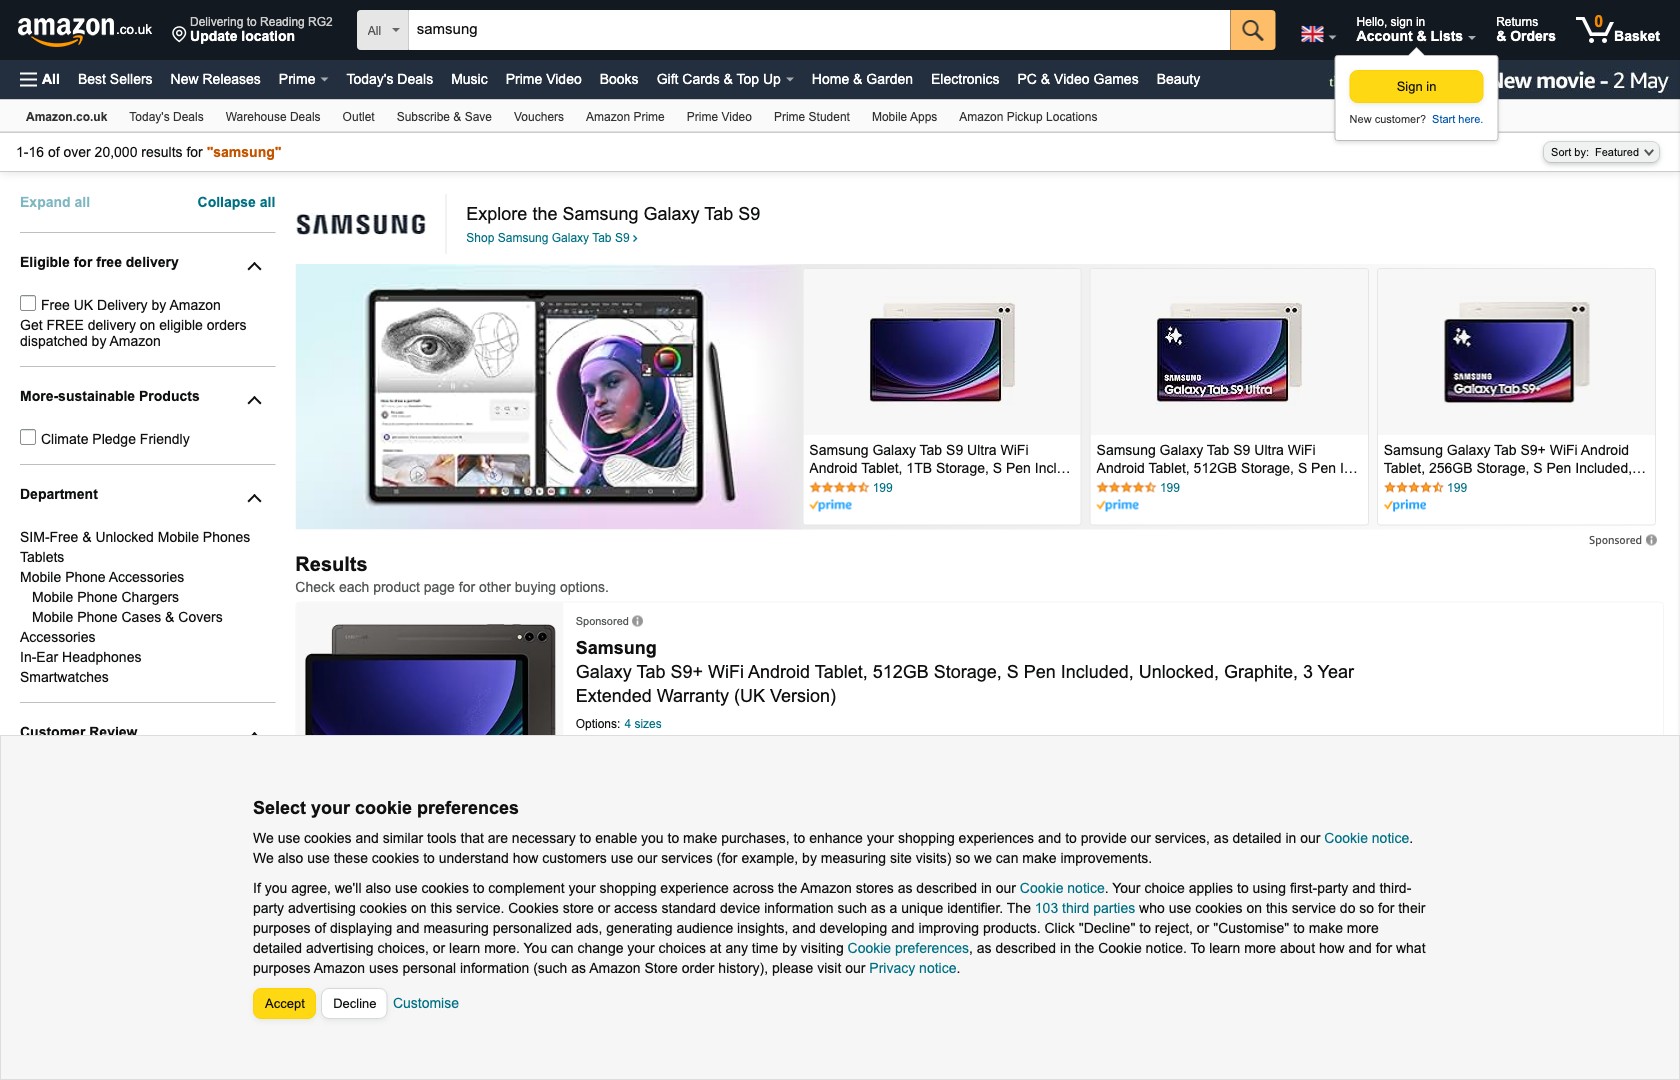 amazon.co.uk
Delivering to Reading RG2
Update location
All
samsung
Hello, sign in
Account & Lists
Returns
& Orders
0
Basket
All
Best Sellers
New Releases
Prime
Today's Deals
Music
Prime Video
Books
Gift Cards & Top Up
Home & Garden
Electronics
PC & Video Games
Beauty
New movie - 2 May
Sign in
New customer? Start here.
Amazon.co.uk
Today's Deals
Warehouse Deals
Outlet
Subscribe & Save
Vouchers
Amazon Prime
Prime Video
Prime Student
Mobile Apps
Amazon Pickup Locations
1-16 of over 20,000 results for "samsung"
Sort by: Featured
Expand all
Collapse all
Eligible for free delivery
Free UK Delivery by Amazon
Get FREE delivery on eligible orders
dispatched by Amazon
More-sustainable Products
Climate Pledge Friendly
Department
SIM-Free & Unlocked Mobile Phones
Tablets
Mobile Phone Accessories
Mobile Phone Chargers
Mobile Phone Cases & Covers
Accessories
In-Ear Headphones
Smartwatches
Customer Review
SAMSUNG
Explore the Samsung Galaxy Tab S9
Shop Samsung Galaxy Tab S9 ›
Samsung Galaxy Tab S9 Ultra WiFi
Android Tablet, 1TB Storage, S Pen Incl…
199
prime
SAMSUNG
Galaxy Tab S9 Ultra
Samsung Galaxy Tab S9 Ultra WiFi
Android Tablet, 512GB Storage, S Pen I…
199
prime
SAMSUNG
Galaxy Tab S9+
Samsung Galaxy Tab S9+ WiFi Android
Tablet, 256GB Storage, S Pen Included,…
199
prime
Sponsored
Results
Check each product page for other buying options.
Sponsored
Samsung
Galaxy Tab S9+ WiFi Android Tablet, 512GB Storage, S Pen Included, Unlocked, Graphite, 3 Year
Extended Warranty (UK Version)
Options: 4 sizes
Select your cookie preferences
We use cookies and similar tools that are necessary to enable you to make purchases, to enhance your shopping experiences and to provide our services, as detailed in our Cookie notice.
We also use these cookies to understand how customers use our services (for example, by measuring site visits) so we can make improvements.
If you agree, we'll also use cookies to complement your shopping experience across the Amazon stores as described in our Cookie notice. Your choice applies to using first-party and third-
party advertising cookies on this service. Cookies store or access standard device information such as a unique identifier. The 103 third parties who use cookies on this service do so for their
purposes of displaying and measuring personalized ads, generating audience insights, and developing and improving products. Click "Decline" to reject, or "Customise" to make more
detailed advertising choices, or learn more. You can change your choices at any time by visiting Cookie preferences, as described in the Cookie notice. To learn more about how and for what
purposes Amazon uses personal information (such as Amazon Store order history), please visit our Privacy notice.
Accept
Decline
Customise